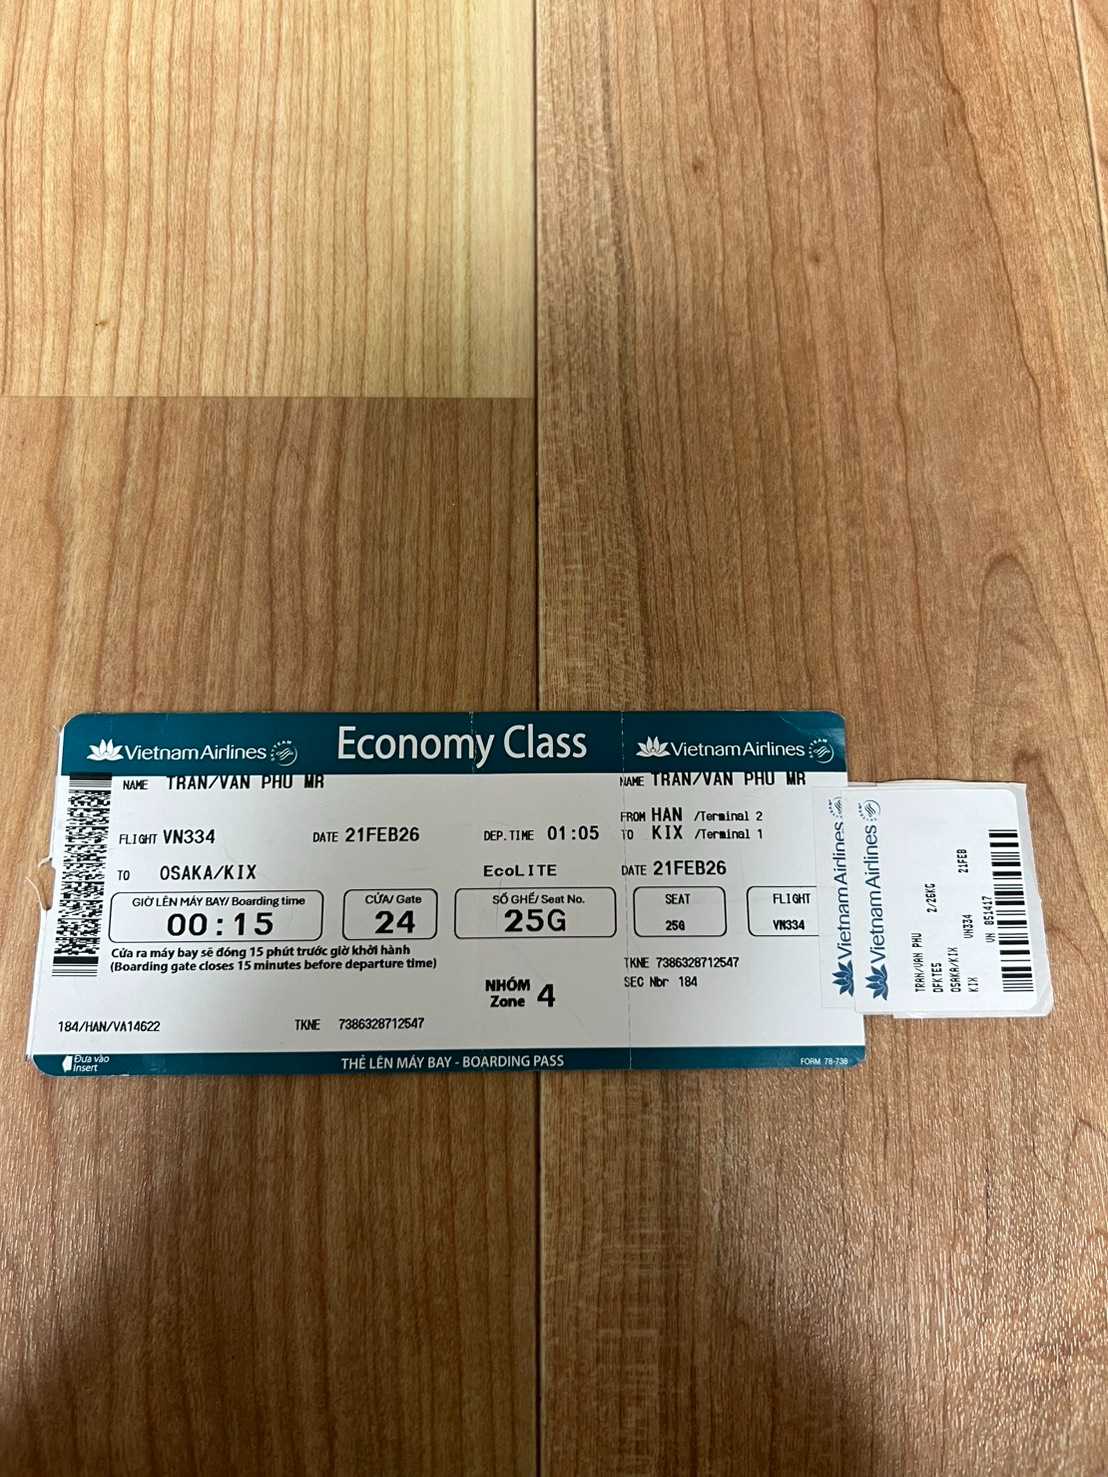 Vietnam Airlines SKYTEAM Economy Class Vietnam Airlines SKYTEAM
NAME TRAN/VAN PHU MR
FLIGHT VN334 DATE 21FEB26 DEP.TIME 01:05
TO OSAKA/KIX EcoLITE
GIỜ LÊN MÁY BAY/ Boarding time
00:15
CỬA/ Gate
24
SỐ GHẾ/ Seat No.
25G
Cửa ra máy bay sẽ đóng 15 phút trước giờ khởi hành
(Boarding gate closes 15 minutes before departure time)
NHÓM
Zone 4
184/HAN/VA14622 TKNE 7386328712547
Đưa vào
Insert
THẺ LÊN MÁY BAY - BOARDING PASS
NAME TRAN/VAN PHU MR
FROM HAN /Terminal 2
TO KIX /Terminal 1
DATE 21FEB26
SEAT
25G
FLIGHT
VN334
TKNE 7386328712547
SEC Nbr 184
FORM 78-738
Vietnam Airlines
Vietnam Airlines
TRAN/VAN PHU
DFKTE5 2/26KG
OSAKA/KIX 21FEB
KIX VN334
VN 851417